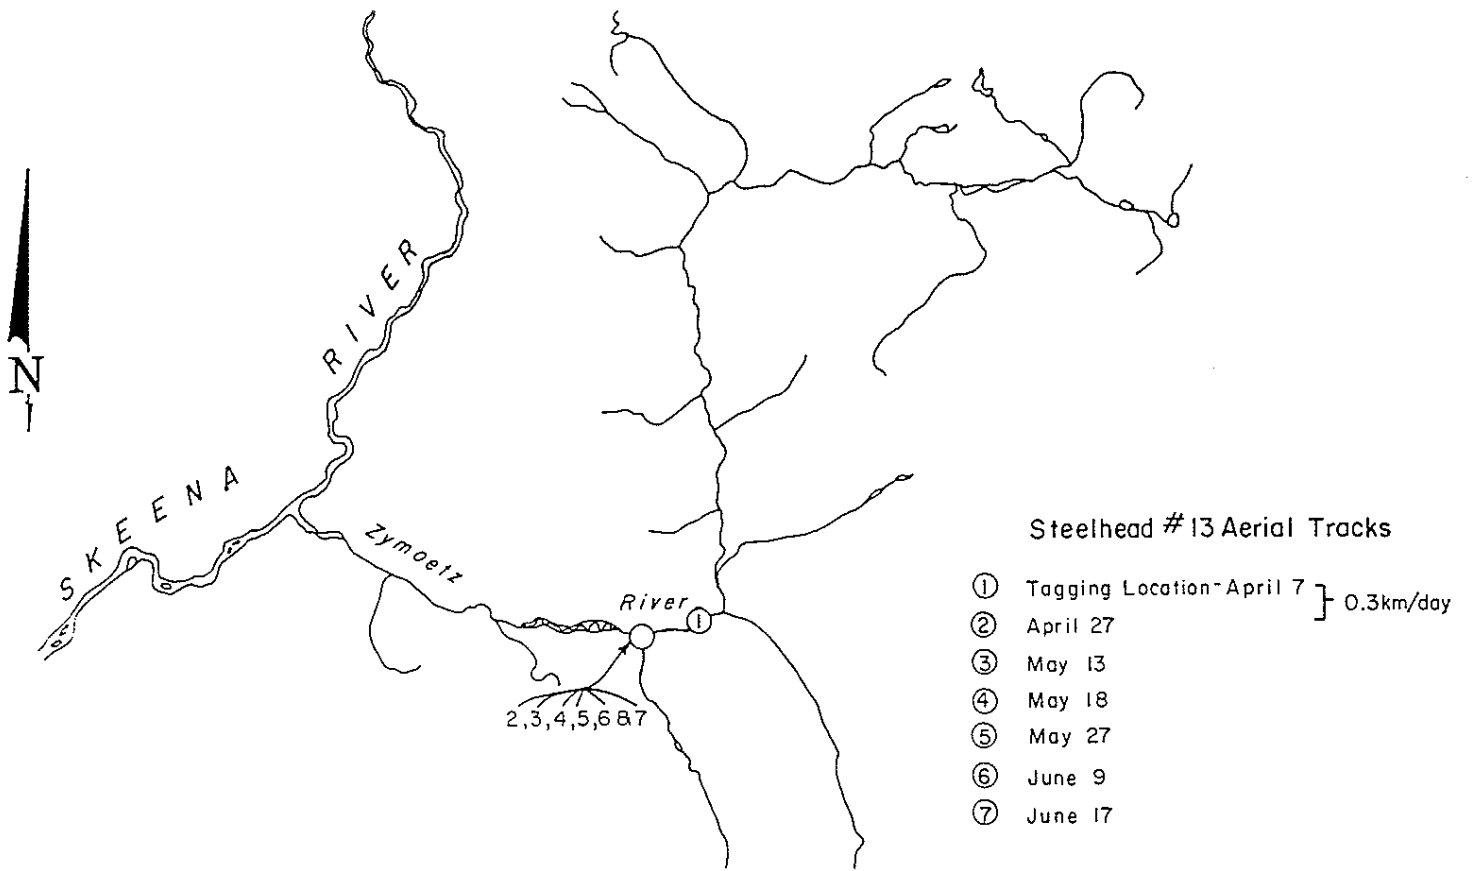 N
SKEENA RIVER
Zymoetz River
1
2,3,4,5,6 & 7
Steelhead # 13 Aerial Tracks
1 Tagging Location - April 7 } 0.3km/day
2 April 27
3 May 13
4 May 18
5 May 27
6 June 9
7 June 17